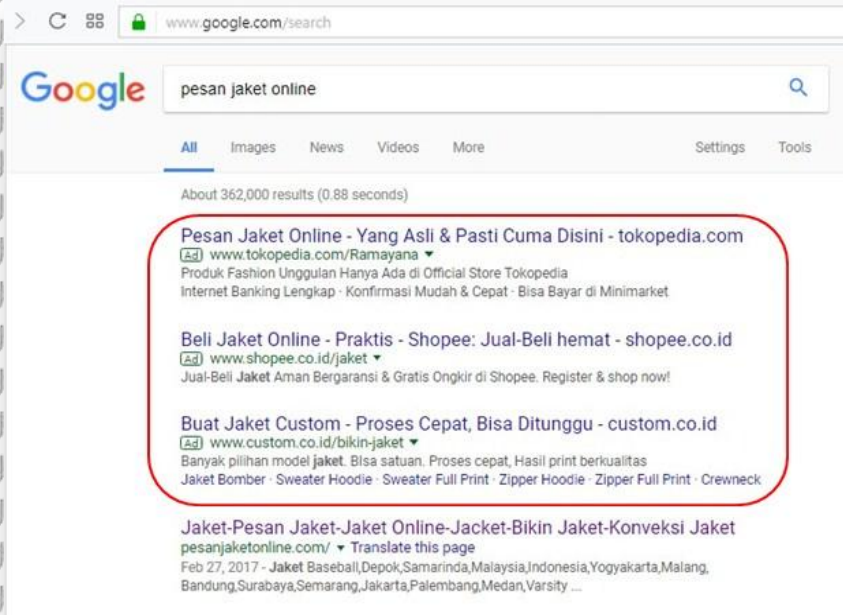 www.google.com/search
Google
pesan jaket online
All Images News Videos More Settings Tools
About 362,000 results (0.88 seconds)
Pesan Jaket Online - Yang Asli & Pasti Cuma Disini - tokopedia.com
Ad www.tokopedia.com/Ramayana
Produk Fashion Unggulan Hanya Ada di Official Store Tokopedia
Internet Banking Lengkap · Konfirmasi Mudah & Cepat · Bisa Bayar di Minimarket
Beli Jaket Online - Praktis - Shopee: Jual-Beli hemat - shopee.co.id
Ad www.shopee.co.id/jaket
Jual-Beli Jaket Aman Bergaransi & Gratis Ongkir di Shopee. Register & shop now!
Buat Jaket Custom - Proses Cepat, Bisa Ditunggu - custom.co.id
Ad www.custom.co.id/bikin-jaket
Banyak pilihan model jaket. BIsa satuan. Proses cepat, Hasil print berkualitas
Jaket Bomber · Sweater Hoodie · Sweater Full Print · Zipper Hoodie · Zipper Full Print · Crewneck
Jaket-Pesan Jaket-Jaket Online-Jacket-Bikin Jaket-Konveksi Jaket
pesanjaketonline.com/ Translate this page
Feb 27, 2017 - Jaket Baseball,Depok,Samarinda,Malaysia,Indonesia,Yogyakarta,Malang,
Bandung,Surabaya,Semarang,Jakarta,Palembang,Medan,Varsity ...